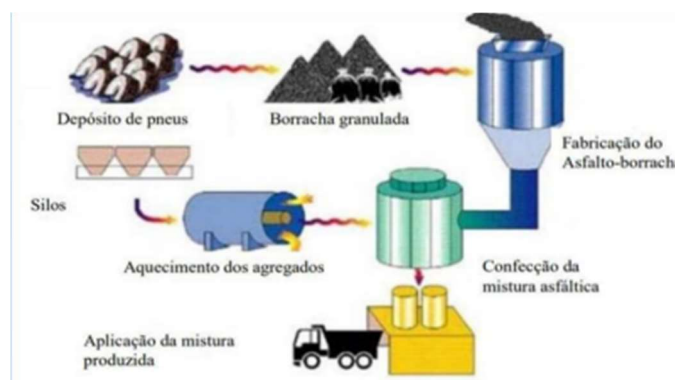 Depósito de pneus
Borracha granulada
Fabricação do
Asfalto-borrach
Silos
Aquecimento dos agregados
Confecção da
mistura asfáltica
Aplicação da mistura
produzida